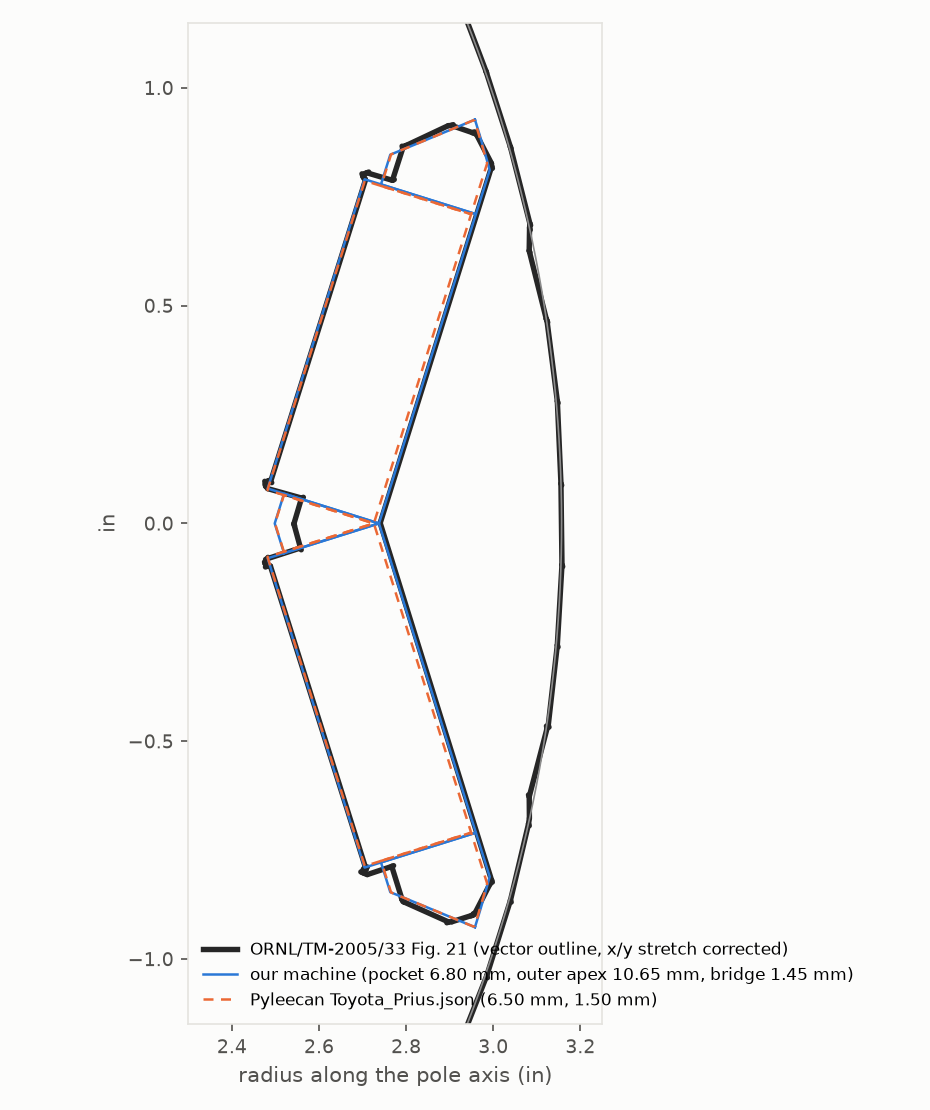 1.0
0.5
0.0
−0.5
−1.0
in
ORNL/TM-2005/33 Fig. 21 (vector outline, x/y stretch corrected)
our machine (pocket 6.80 mm, outer apex 10.65 mm, bridge 1.45 mm)
Pyleecan Toyota_Prius.json (6.50 mm, 1.50 mm)
2.4 2.6 2.8 3.0 3.2
radius along the pole axis (in)